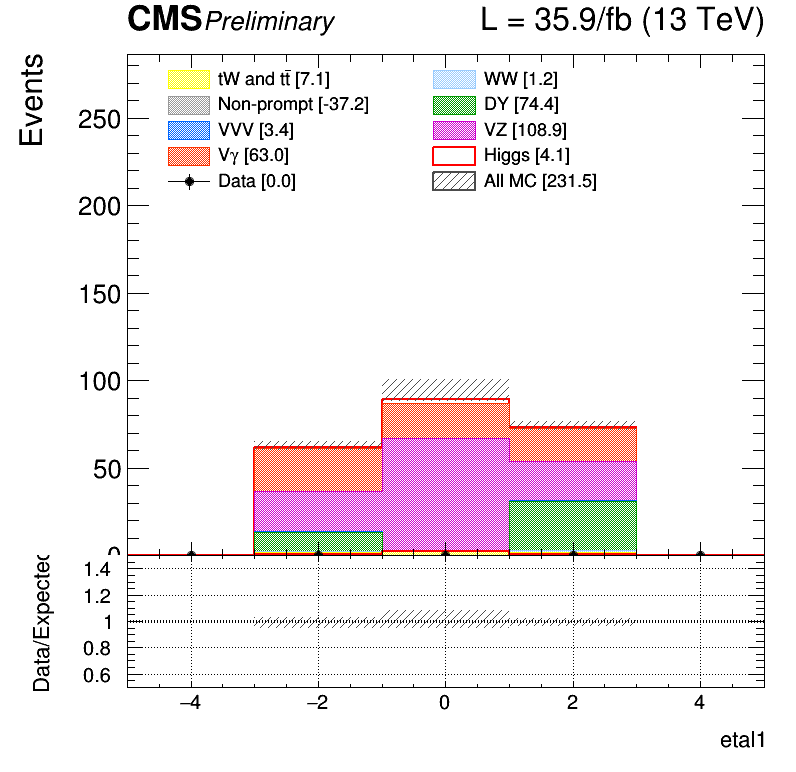 CMS Preliminary L = 35.9/fb (13 TeV)
Events
tW and tt̄ [7.1] WW [1.2]
Non-prompt [-37.2] DY [74.4]
VVV [3.4] VZ [108.9]
Vγ [63.0] Higgs [4.1]
Data [0.0] All MC [231.5]
250
200
150
100
50
0
Data/Expected
1.4
1.2
1
0.8
0.6
−4 −2 0 2 4
etal1